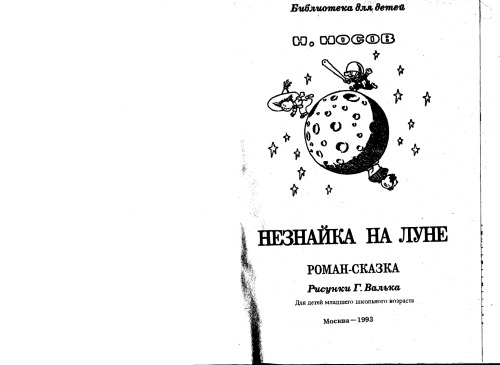 Библиотека для детей
Н. НОСОВ
НЕЗНАЙКА НА ЛУНЕ
РОМАН-СКАЗКА
Рисунки Г. Валька
Для детей младшего школьного возраста
Москва—1993